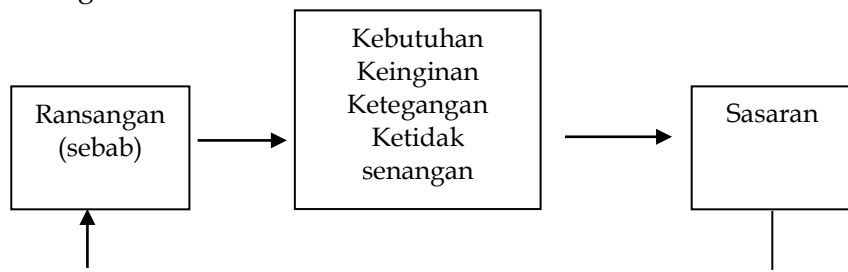 Ransangan
(sebab)
Kebutuhan
Keinginan
Ketegangan
Ketidak
senangan
Sasaran